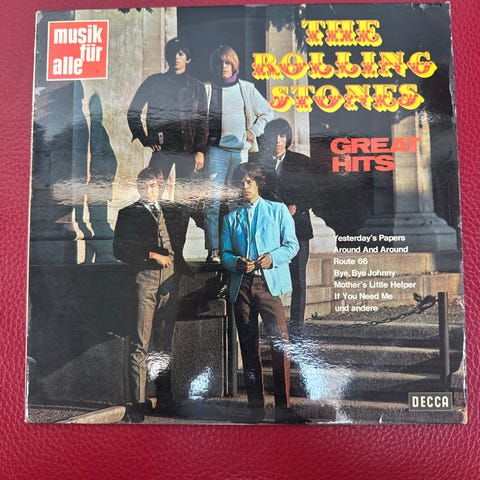 musik
für
alle
THE
ROLLING
STONES
GREAT
HITS
Yesterday's Papers
Around And Around
Route 66
Bye, Bye Johnny
Mother's Little Helper
If You Need Me
und andere
DECCA